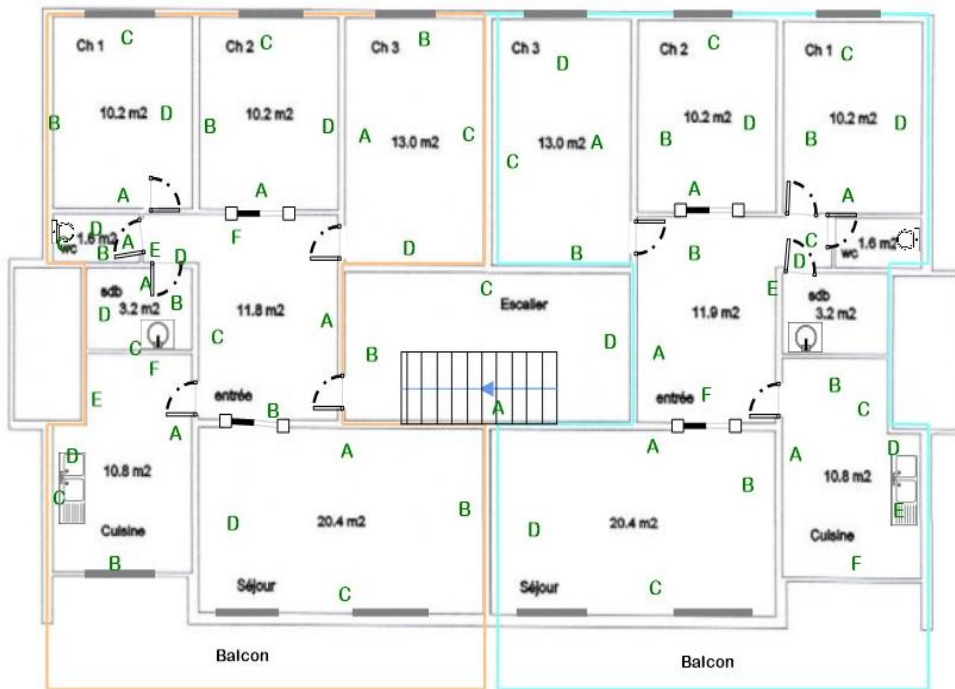 Ch 1
C
Ch 2
C
Ch 3
B
Ch 3
D
Ch 2
C
Ch 1
C
B
10.2 m2
D
B
10.2 m2
D
A
13.0 m2
C
C
13.0 m2
A
B
10.2 m2
D
B
10.2 m2
D
A
A
A
A
D
C
1.6 m2
wc
B
A
E
D
F
D
B
B
C
D
1.6 m2
wc
sdb
A
B
D
3.2 m2
C
11.8 m2
C
A
C
Escalier
B
D
A
E
11.9 m2
A
sdb
3.2 m2
F
E
entrée
B
A
entrée
F
B
C
A
D
10.8 m2
C
Cuisine
B
A
B
D
20.4 m2
Séjour
C
A
B
D
20.4 m2
Séjour
C
A
D
10.8 m2
E
Cuisine
F
Balcon
Balcon